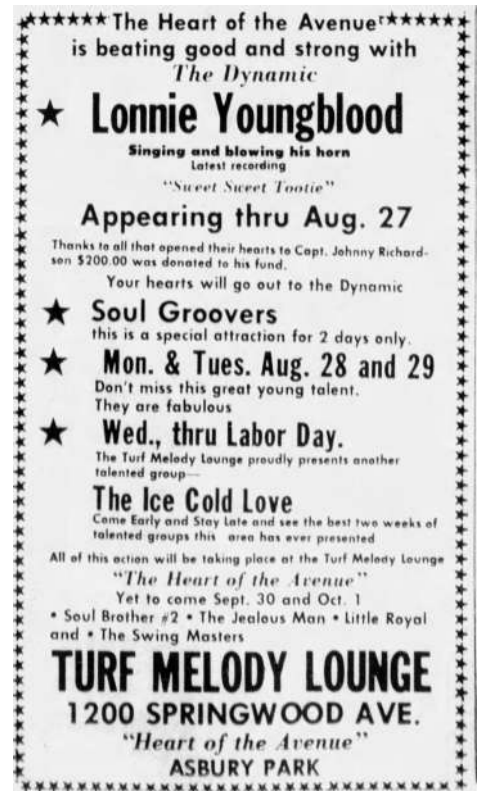 The Heart of the Avenue
is beating good and strong with
The Dynamic
Lonnie Youngblood
Singing and blowing his horn
Latest recording
"Sweet Sweet Tootie"
Appearing thru Aug. 27
Thanks to all that opened their hearts to Capt. Johnny Richard-
son $200.00 was donated to his fund.
Your hearts will go out to the Dynamic
Soul Groovers
this is a special attraction for 2 days only.
Mon. & Tues. Aug. 28 and 29
Don't miss this great young talent.
They are fabulous
Wed., thru Labor Day.
The Turf Melody Lounge proudly presents another
talented group—
The Ice Cold Love
Come Early and Stay Late and see the best two weeks of
talented groups this area has ever presented
All of this action will be taking place at the Turf Melody Lounge
"The Heart of the Avenue"
Yet to come Sept. 30 and Oct. 1
• Soul Brother #2 • The Jealous Man • Little Royal
and • The Swing Masters
TURF MELODY LOUNGE
1200 SPRINGWOOD AVE.
"Heart of the Avenue"
ASBURY PARK